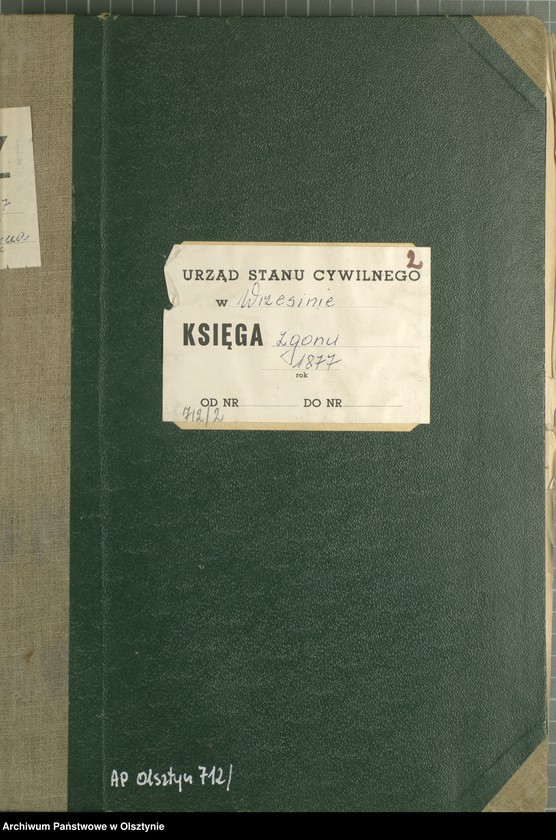 2
URZĄD STANU CYWILNEGO
w Wrzesinie
KSIĘGA zgonu
1877
rok
OD NR DO NR
712/2
AP Olsztyn 712/
Archiwum Państwowe w Olsztynie